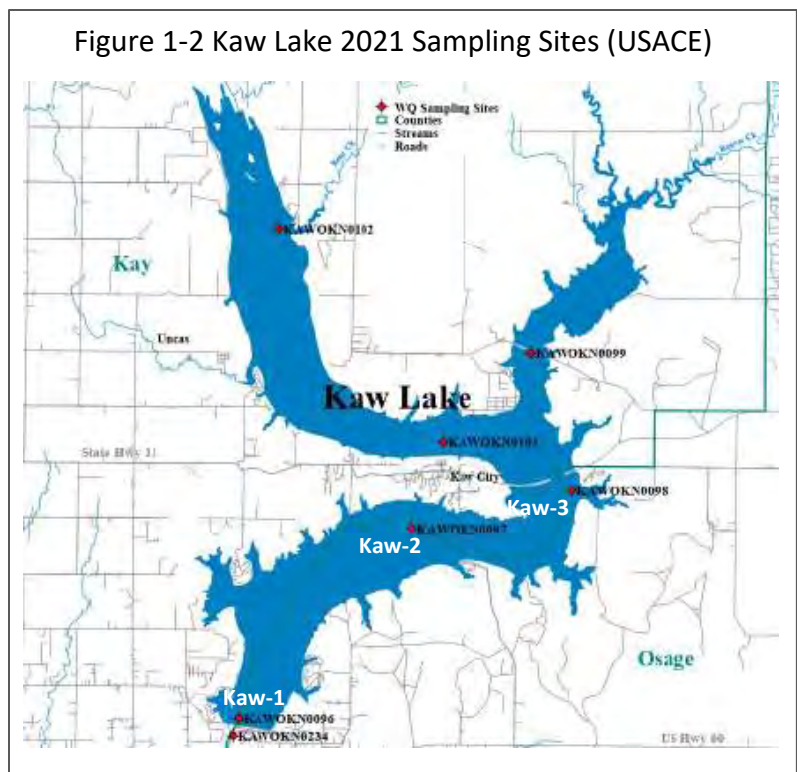 Figure 1-2 Kaw Lake 2021 Sampling Sites (USACE)
WQ Sampling Sites
Counties
Streams
Roads
KAWOKN0102
Kay
Uncas
KAWOKN0099
Kaw Lake
State Hwy 11
Kaw City
KAWOKN0098
Kaw-3
Kaw-2
KAWOKN0097
Osage
Kaw-1
KAWOKN0096
KAWOKN0234
US Hwy 60